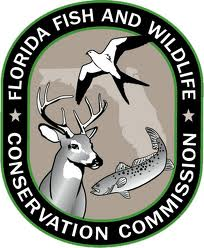 FLORIDA FISH AND WILDLIFE
CONSERVATION COMMISSION